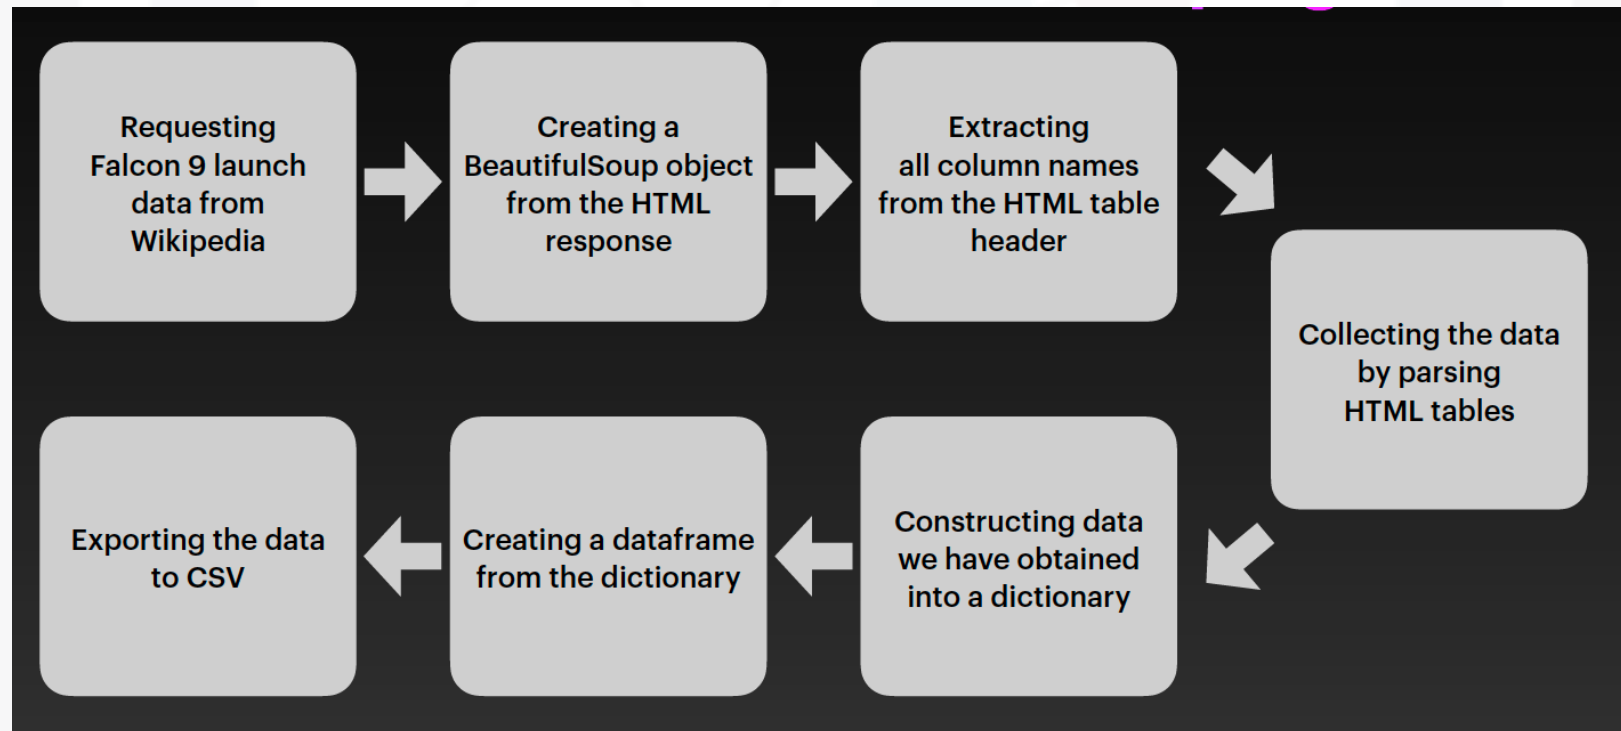 Requesting
Falcon 9 launch
data from
Wikipedia
Creating a
BeautifulSoup object
from the HTML
response
Extracting
all column names
from the HTML table
header
Collecting the data
by parsing
HTML tables
Constructing data
we have obtained
into a dictionary
Creating a dataframe
from the dictionary
Exporting the data
to CSV